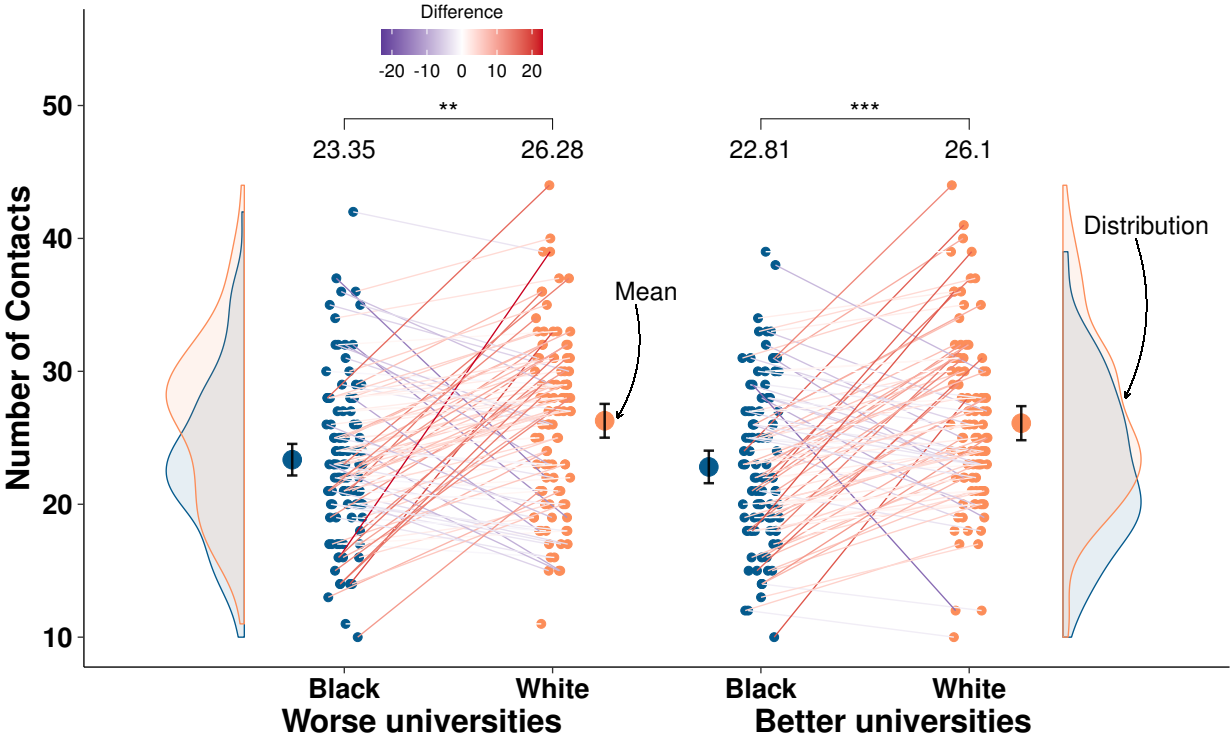 Difference
-20 -10 0 10 20
** ***
23.35 26.28 22.81 26.1
50
40
30
20
10
Number of Contacts
Distribution
Mean
Black White Black White
Worse universities Better universities